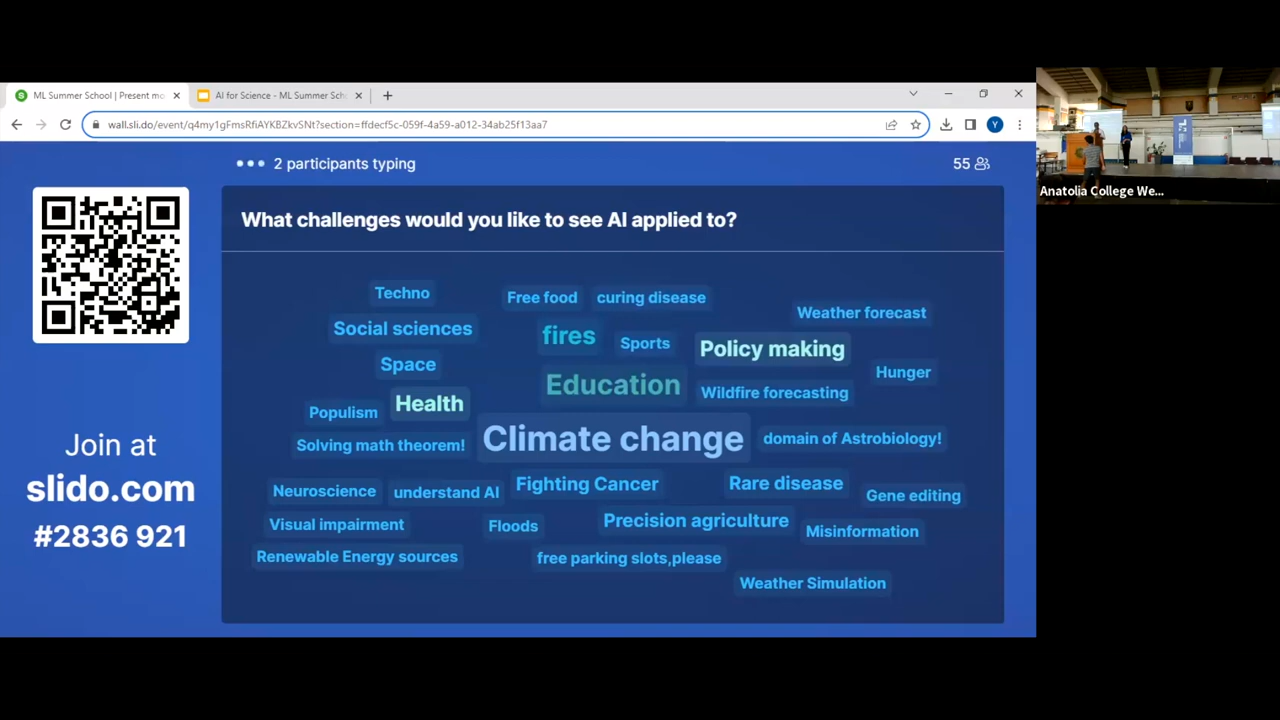 ML Summer School | Present mo
AI for Science - ML Summer Scho
wall.sli.do/event/q4my1gFmsRfiAYKBZkvSNt?section=ffdecf5c-059f-4a59-a012-34ab25f13aa7
Y
2 participants typing
55
What challenges would you like to see AI applied to?
Techno
Free food
curing disease
Weather forecast
Social sciences
fires
Sports
Policy making
Space
Hunger
Education
Wildfire forecasting
Populism
Health
Solving math theorem!
Climate change
domain of Astrobiology!
Neuroscience
understand AI
Fighting Cancer
Rare disease
Gene editing
Visual impairment
Floods
Precision agriculture
Misinformation
Renewable Energy sources
free parking slots,please
Weather Simulation
Join at
slido.com
#2836 921
Anatolia College We...